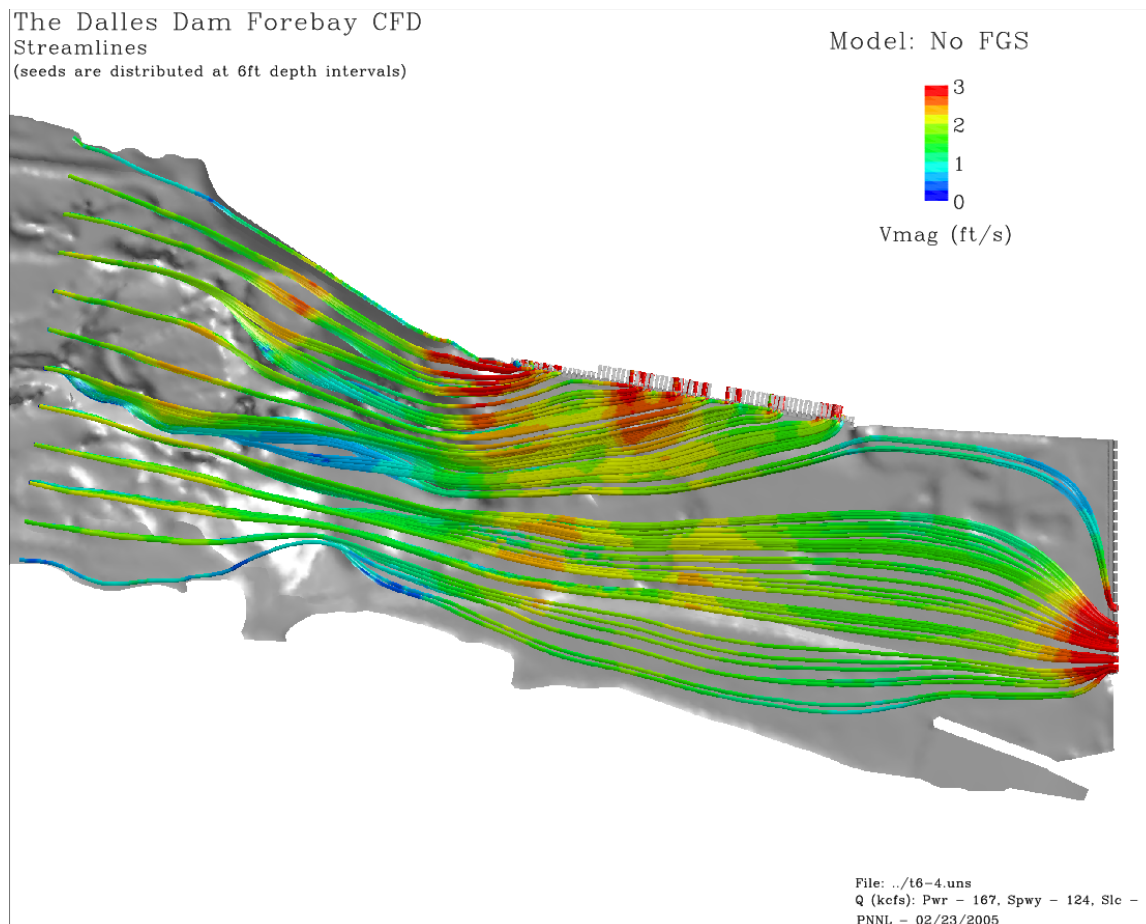 The Dalles Dam Forebay CFD
Streamlines
(seeds are distributed at 6ft depth intervals)
Model: No FGS
3
2
1
0
Vmag (ft/s)
File: ../t6-4.uns
Q (kcfs): Pwr - 167, Spwy - 124, Slc -
PNNL - 02/23/2005